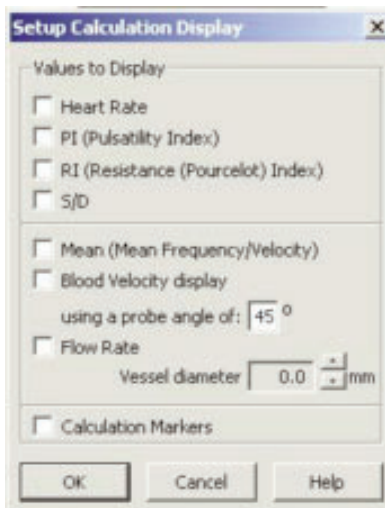 Setup Calculation Display
Values to Display
Heart Rate
PI (Pulsatility Index)
RI (Resistance (Pourcelot) Index)
S/D
Mean (Mean Frequency/Velocity)
Blood Velocity display
using a probe angle of: 45 °
Flow Rate
Vessel diameter 0.0 mm
Calculation Markers
OK Cancel Help